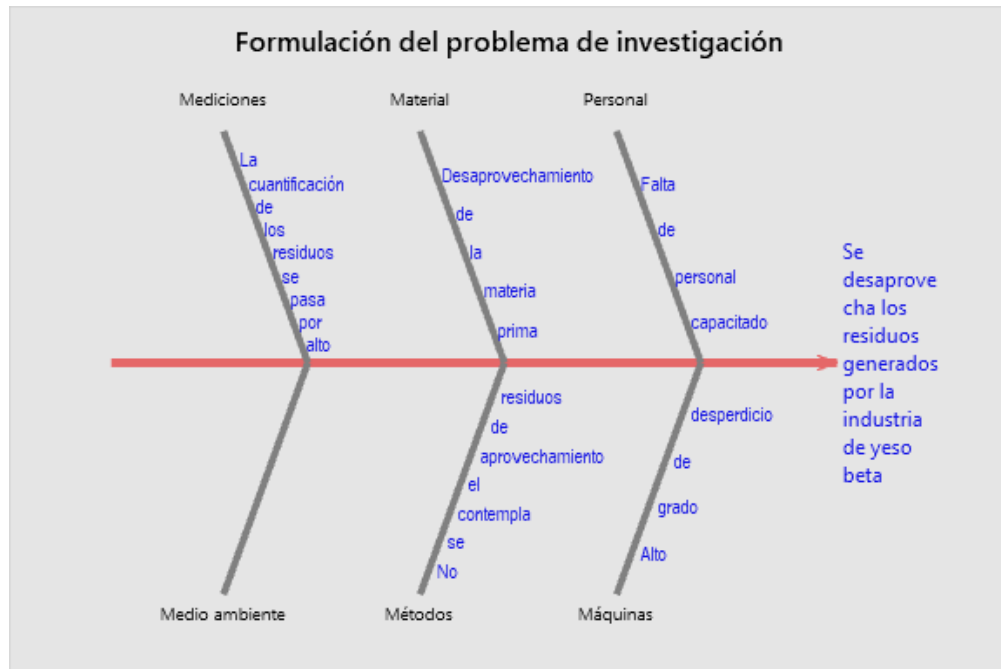 Formulación del problema de investigación
Mediciones
Material
Personal
La
cuantificación
de
los
residuos
se
pasa
por
alto
Desaprovechamiento
de
la
materia
prima
Falta
de
personal
capacitado
Se
desaprove
cha los
residuos
generados
por la
industria
de yeso
beta
residuos
de
aprovechamiento
el
contempla
se
No
desperdicio
de
grado
Alto
Medio ambiente
Métodos
Máquinas